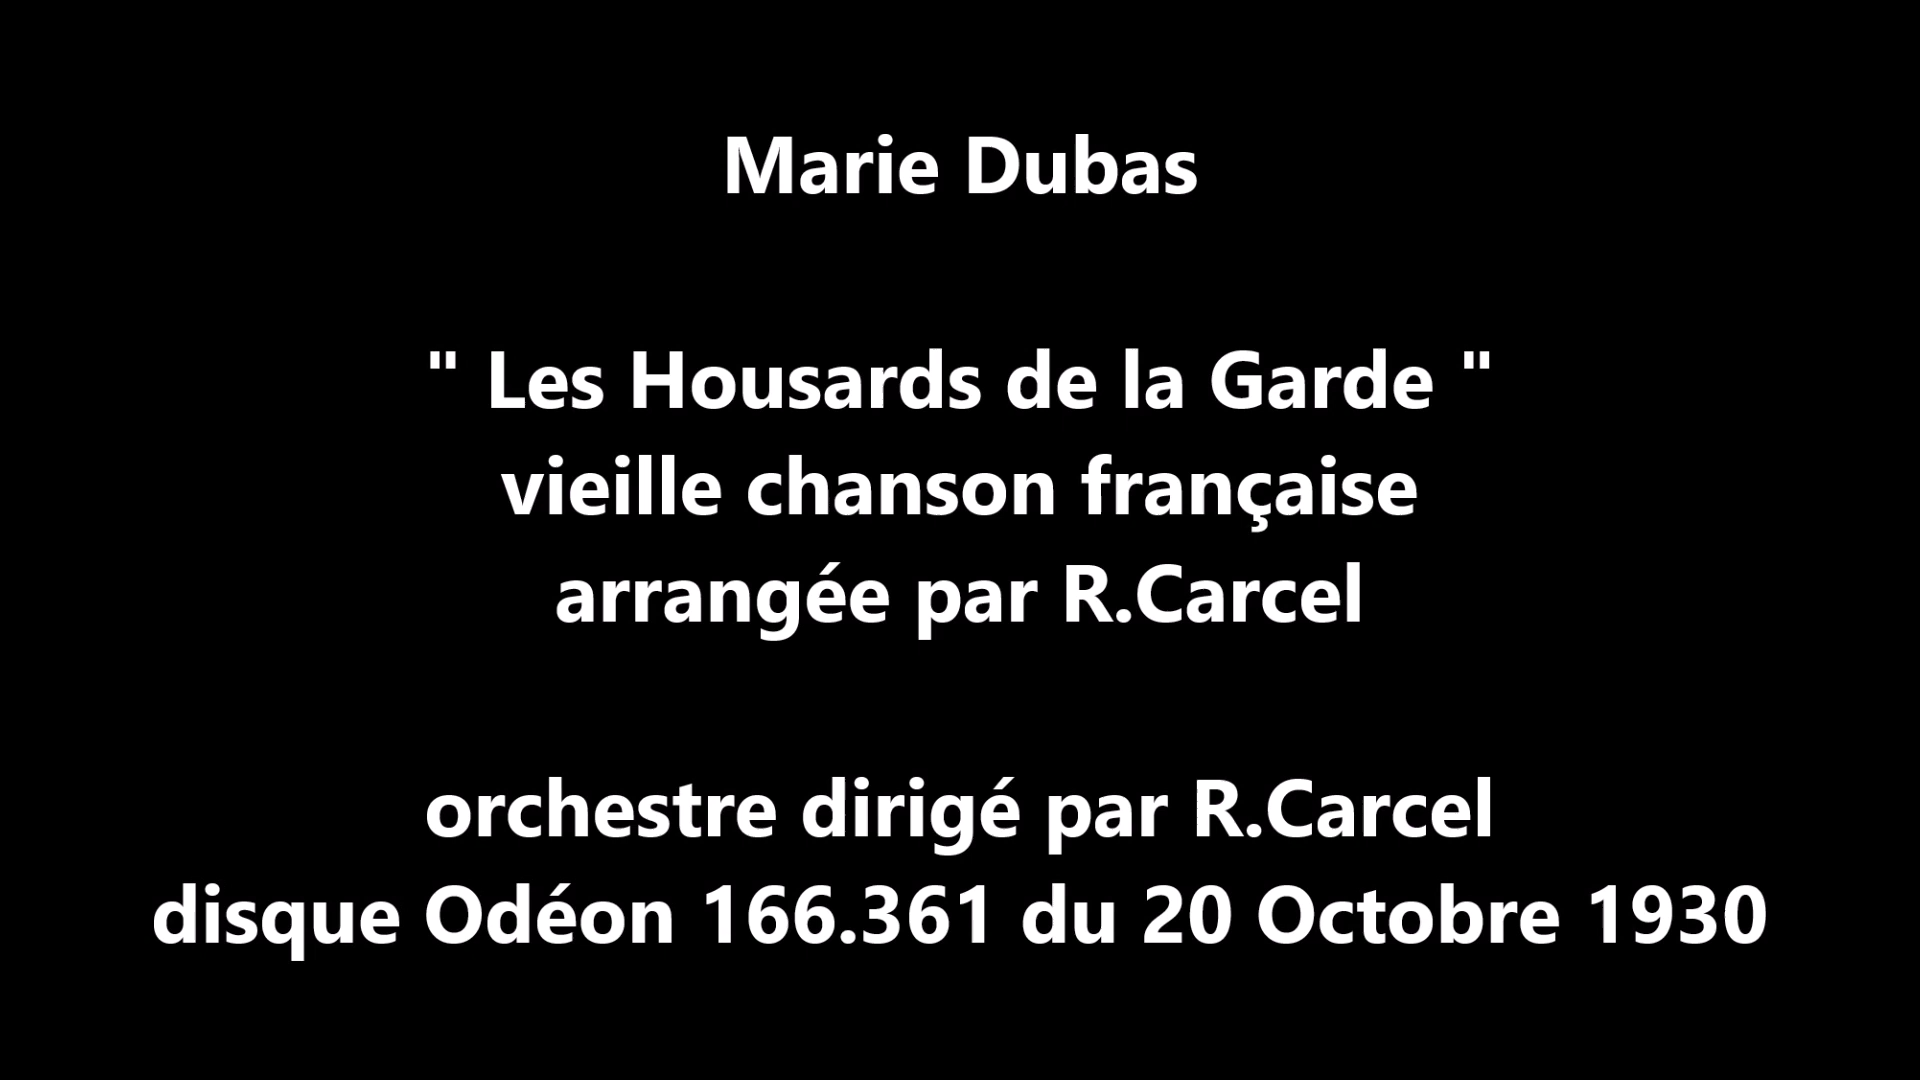 Marie Dubas
" Les Housards de la Garde "
vieille chanson française
arrangée par R.Carcel
orchestre dirigé par R.Carcel
disque Odéon 166.361 du 20 Octobre 1930